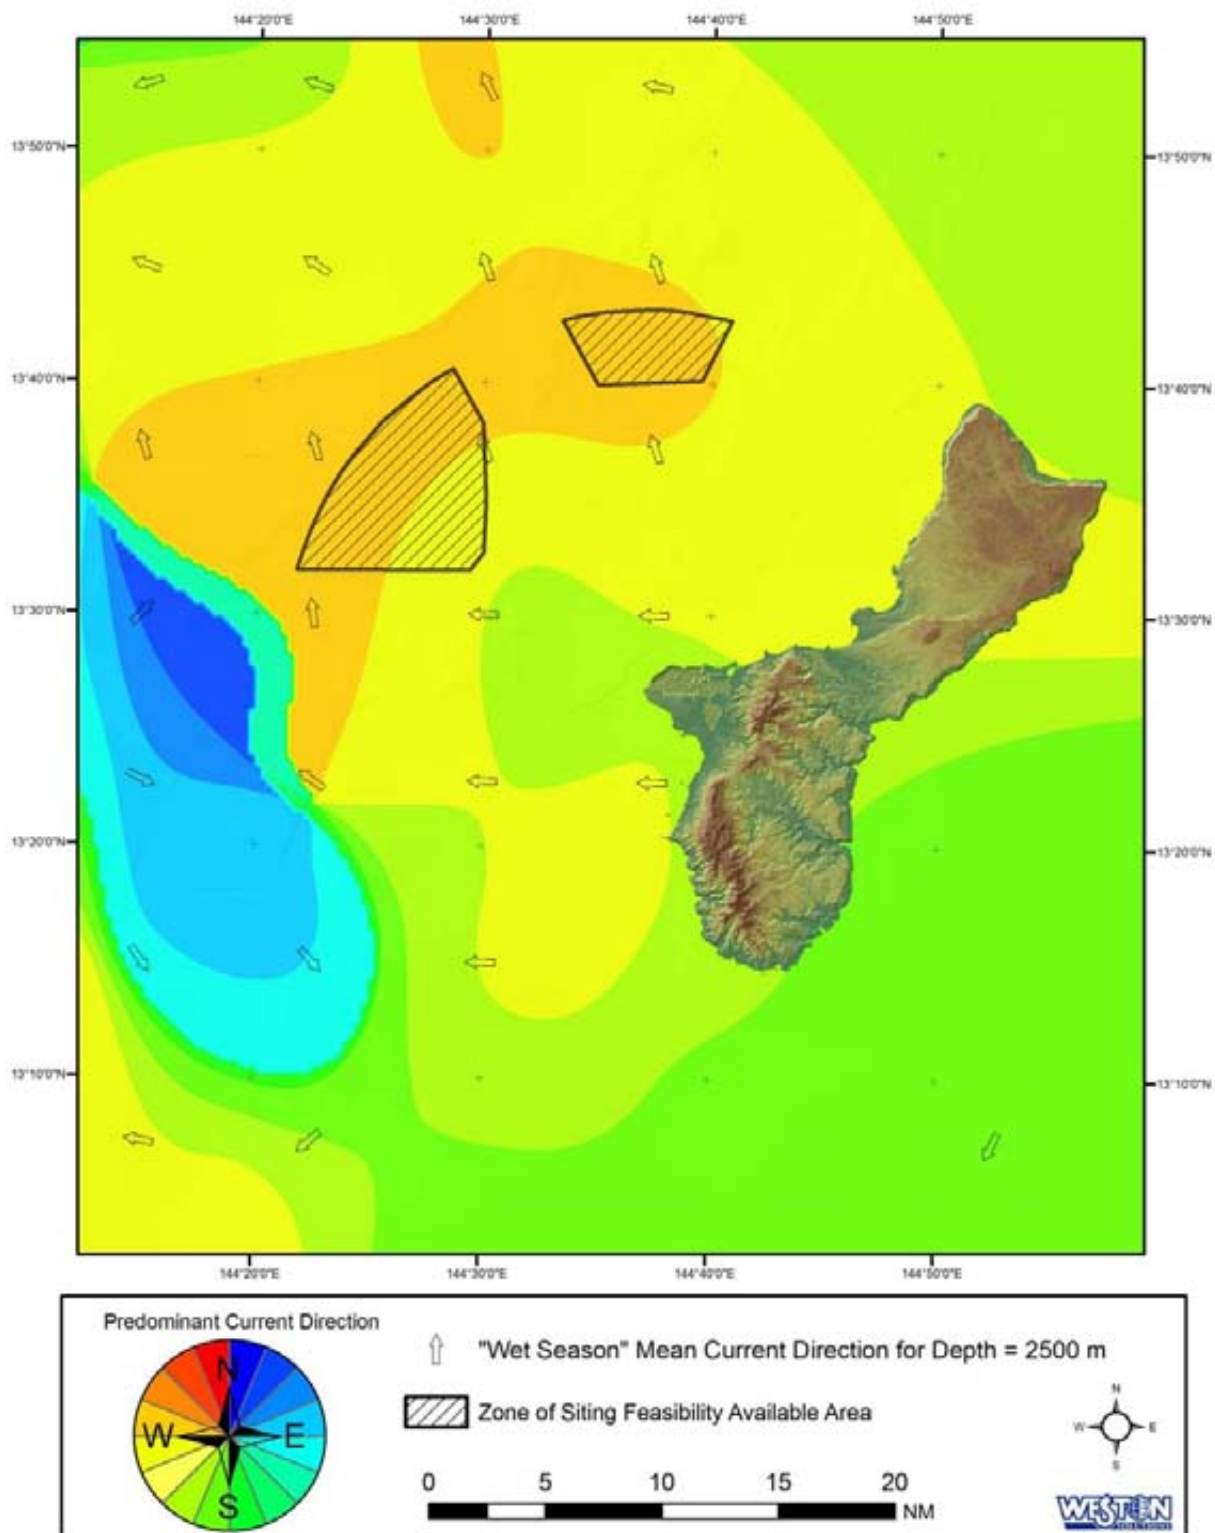 144°20'0"E 144°30'0"E 144°40'0"E 144°50'0"E
13°50'0"N 13°50'0"N
13°40'0"N 13°40'0"N
13°30'0"N 13°30'0"N
13°20'0"N 13°20'0"N
13°10'0"N 13°10'0"N
144°20'0"E 144°30'0"E 144°40'0"E 144°50'0"E
Predominant Current Direction
N
W E
S
"Wet Season" Mean Current Direction for Depth = 2500 m
Zone of Siting Feasibility Available Area
0 5 10 15 20
NM
N
W E
S
WESTON